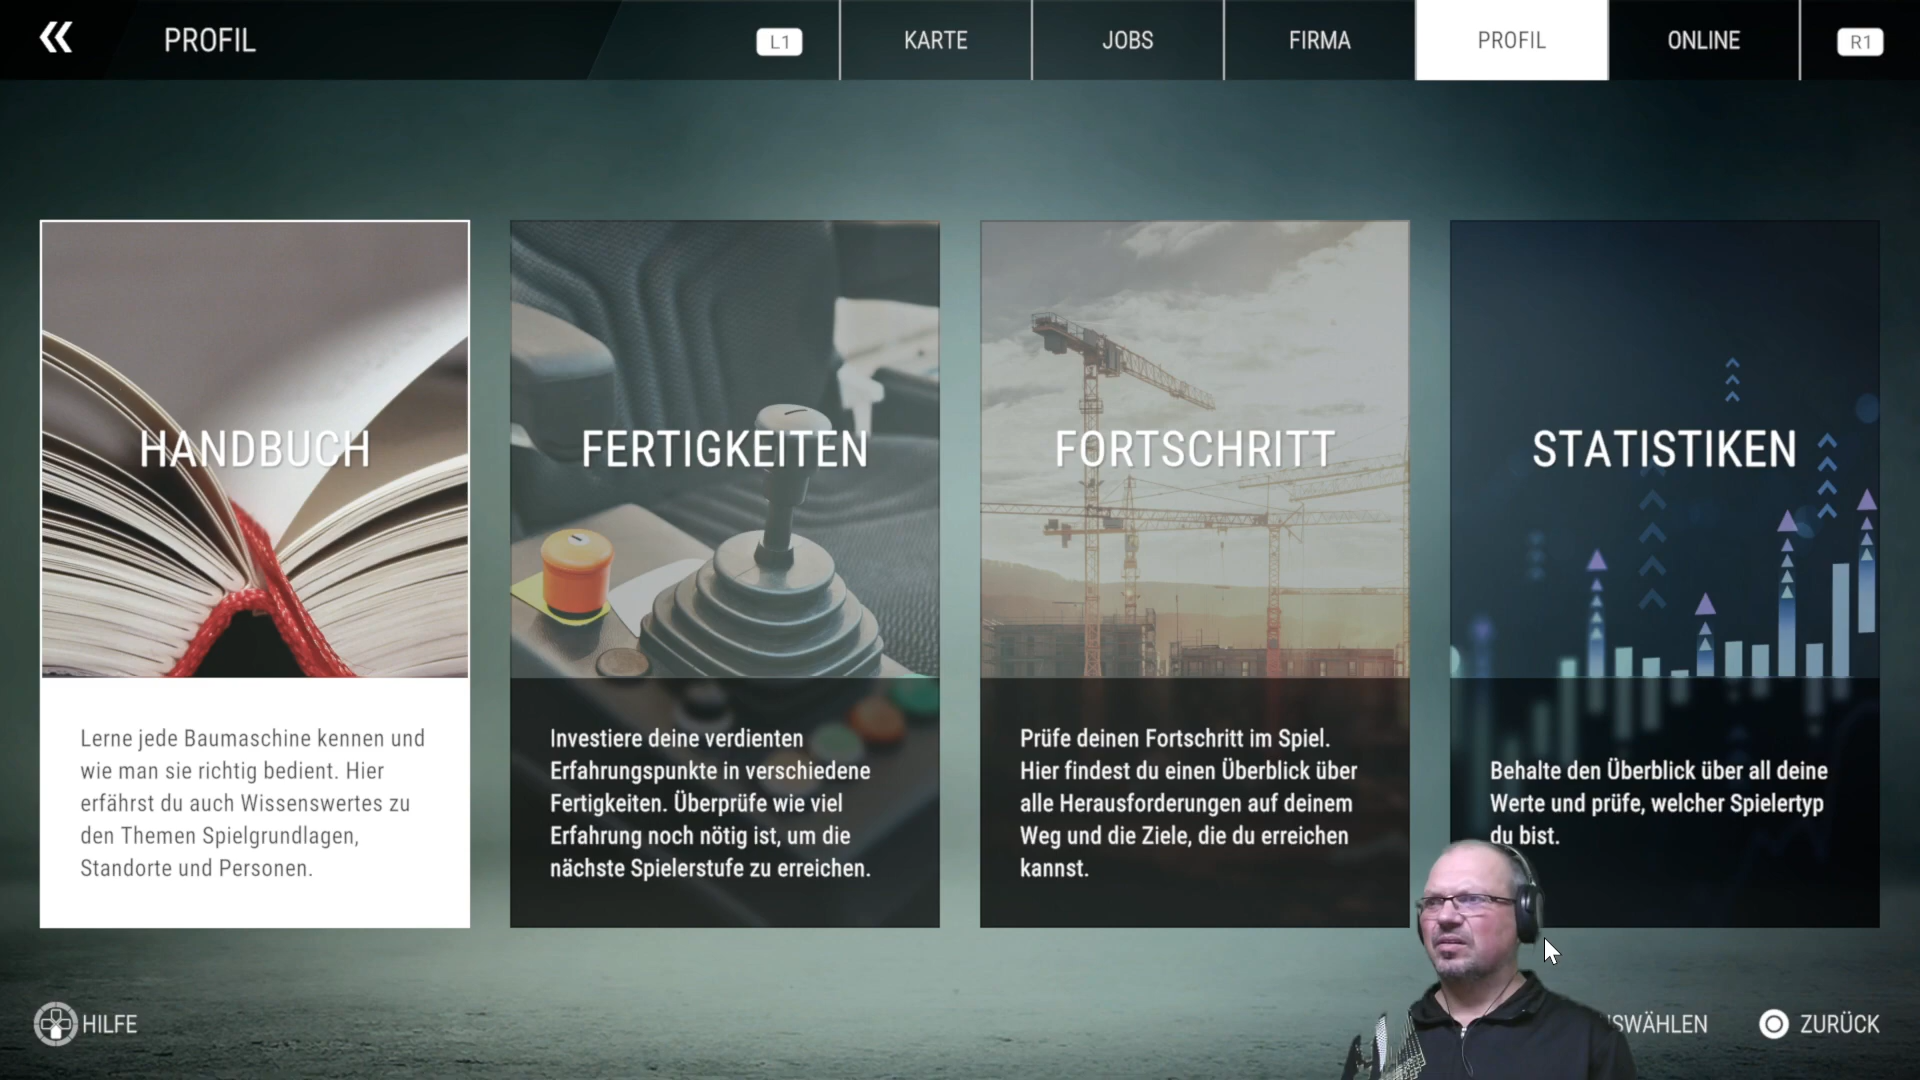 PROFIL
L1
KARTE
JOBS
FIRMA
PROFIL
ONLINE
R1
HANDBUCH
Lerne jede Baumaschine kennen und
wie man sie richtig bedient. Hier
erfährst du auch Wissenswertes zu
den Themen Spielgrundlagen,
Standorte und Personen.
FERTIGKEITEN
Investiere deine verdienten
Erfahrungspunkte in verschiedene
Fertigkeiten. Überprüfe wie viel
Erfahrung noch nötig ist, um die
nächste Spielerstufe zu erreichen.
FORTSCHRITT
Prüfe deinen Fortschritt im Spiel.
Hier findest du einen Überblick über
alle Herausforderungen auf deinem
Weg und die Ziele, die du erreichen
kannst.
STATISTIKEN
Behalte den Überblick über all deine
Werte und prüfe, welcher Spielertyp
du bist.
HILFE
SWÄHLEN
ZURÜCK